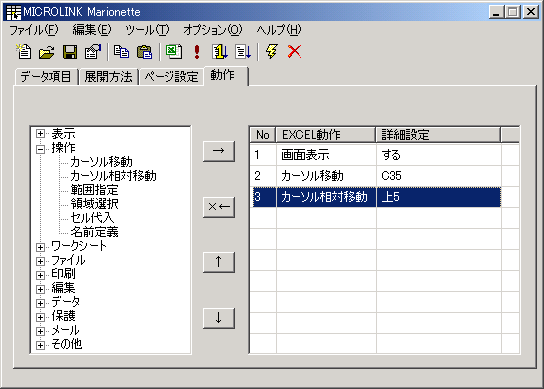 MICROLINK Marionette
ファイル(F) 編集(E) ツール(T) オプション(O) ヘルプ(H)
データ項目 展開方法 ページ設定 動作
表示
操作
カーソル移動
カーソル相対移動
範囲指定
領域選択
セル代入
名前定義
ワークシート
ファイル
印刷
編集
データ
保護
メール
その他
→
×←
↑
↓
No EXCEL動作 詳細設定
1 画面表示 する
2 カーソル移動 C35
3 カーソル相対移動 上5